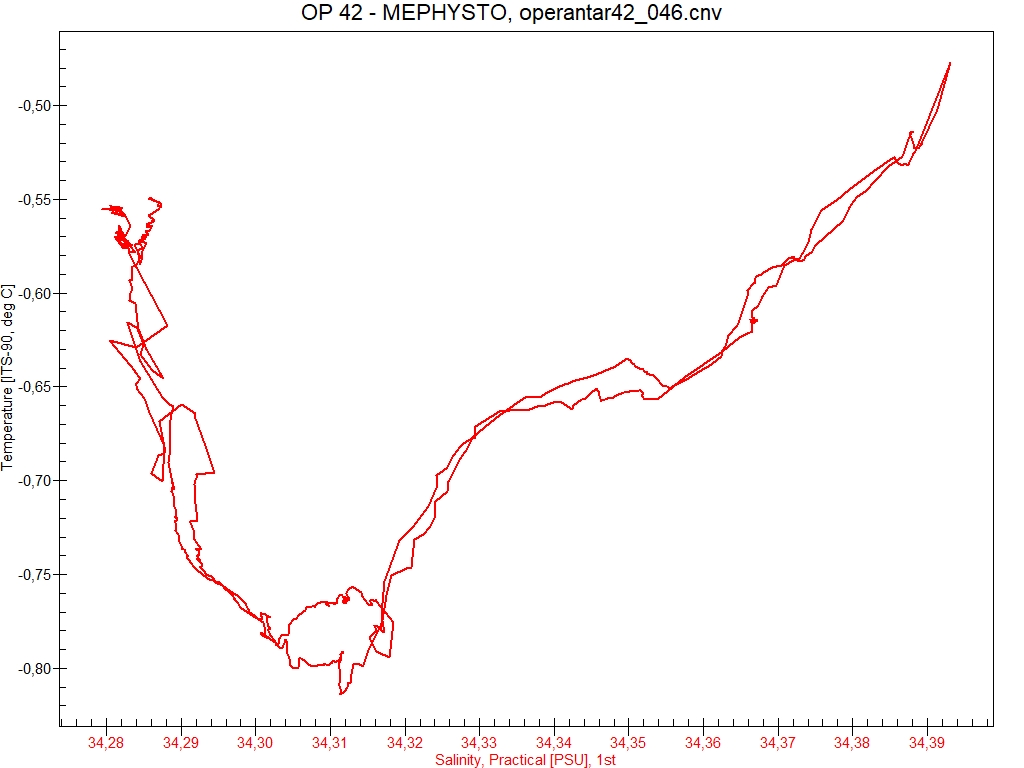 OP 42 - MEPHYSTO, operantar42_046.cnv
-0,50
-0,55
-0,60
-0,65
-0,70
-0,75
-0,80
Temperature [ITS-90, deg C]
34,28 34,29 34,30 34,31 34,32 34,33 34,34 34,35 34,36 34,37 34,38 34,39
Salinity, Practical [PSU], 1st